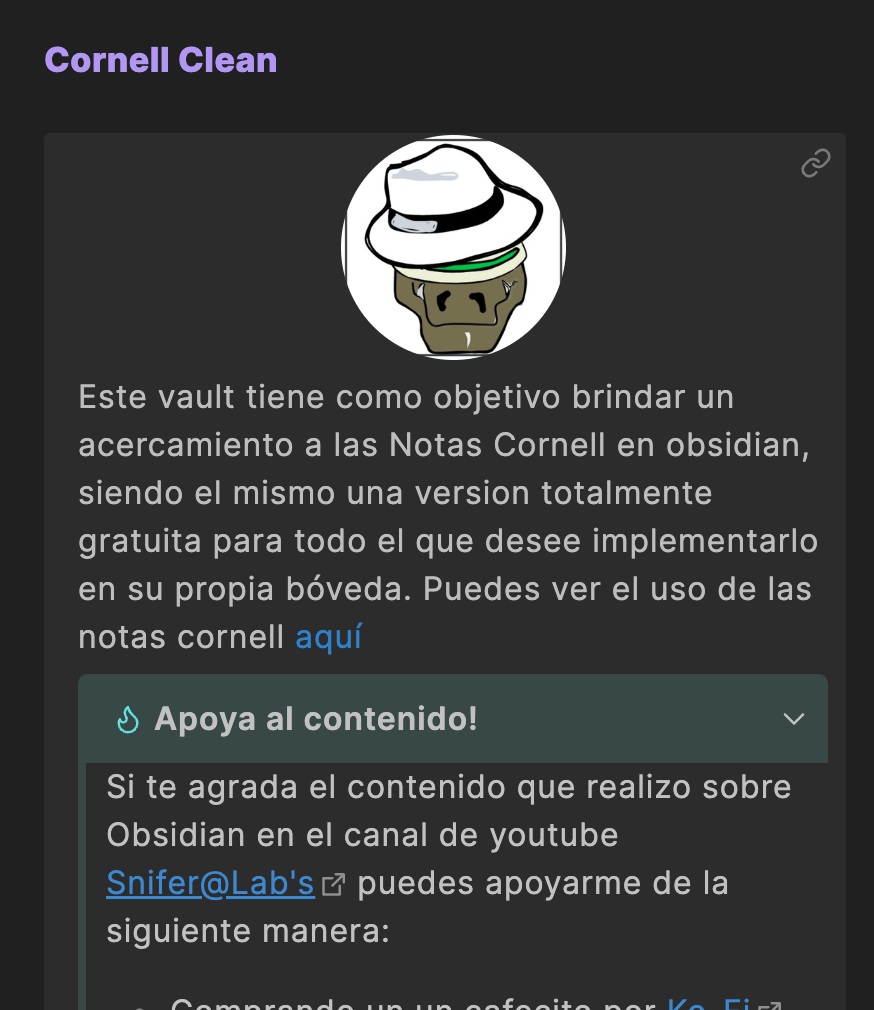 Cornell Clean
Este vault tiene como objetivo brindar un
acercamiento a las Notas Cornell en obsidian,
siendo el mismo una version totalmente
gratuita para todo el que desee implementarlo
en su propia bóveda. Puedes ver el uso de las
notas cornell aquí
Apoya al contenido!
Si te agrada el contenido que realizo sobre
Obsidian en el canal de youtube
Snifer@Lab's puedes apoyarme de la
siguiente manera:
Comprando un un cafecito por Ko-Fi